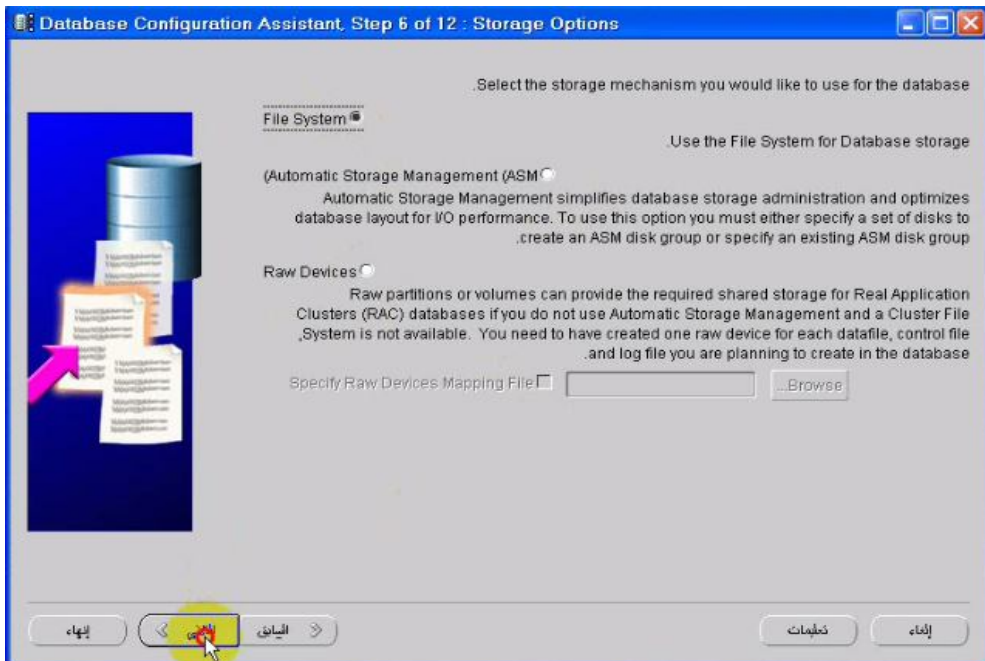 Database Configuration Assistant, Step 6 of 12 : Storage Options
.Select the storage mechanism you would like to use for the database
File System
.Use the File System for Database storage
(Automatic Storage Management (ASM
Automatic Storage Management simplifies database storage administration and optimizes
database layout for I/O performance. To use this option you must either specify a set of disks to
.create an ASM disk group or specify an existing ASM disk group
Raw Devices
Raw partitions or volumes can provide the required shared storage for Real Application
Clusters (RAC) databases if you do not use Automatic Storage Management and a Cluster File
,System is not available. You need to have created one raw device for each datafile, control file
.and log file you are planning to create in the database
Specify Raw Devices Mapping File
...Browse
إلغاء
تعليمات
السابق
إنهاء